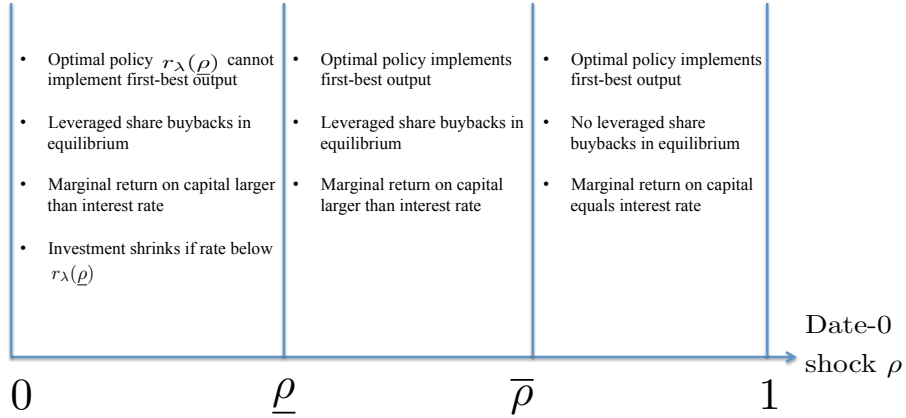 • Optimal policy r_λ(ρ̲) cannot
implement first-best output
• Leveraged share buybacks in
equilibrium
• Marginal return on capital larger
than interest rate
• Investment shrinks if rate below
r_λ(ρ̲)
• Optimal policy implements
first-best output
• Leveraged share buybacks in
equilibrium
• Marginal return on capital
larger than interest rate
• Optimal policy implements
first-best output
• No leveraged share
buybacks in equilibrium
• Marginal return on capital
equals interest rate
Date-0
shock ρ
0 ρ̲ ρ̅ 1